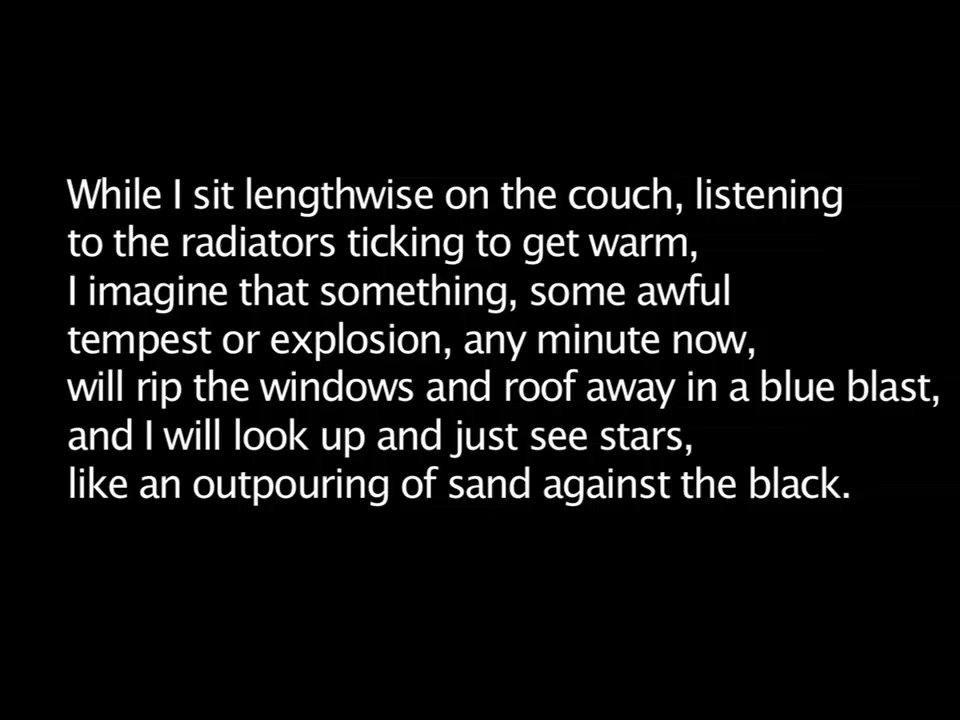 While I sit lengthwise on the couch, listening
to the radiators ticking to get warm,
I imagine that something, some awful
tempest or explosion, any minute now,
will rip the windows and roof away in a blue blast,
and I will look up and just see stars,
like an outpouring of sand against the black.